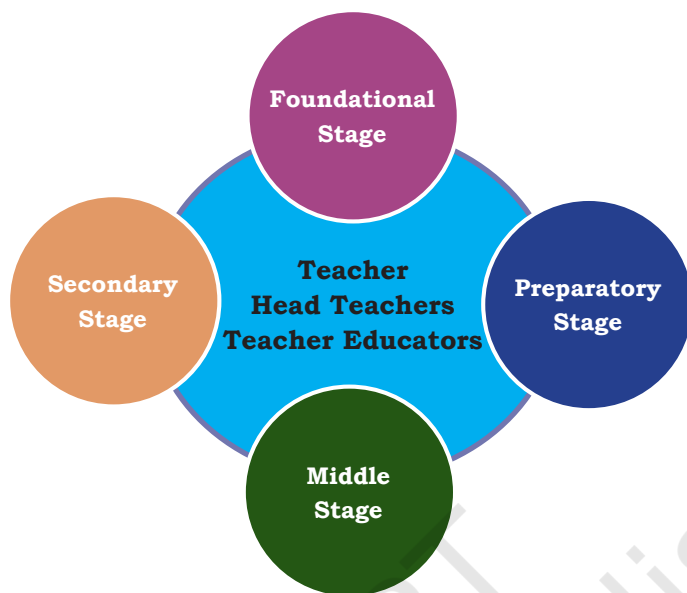 Foundational
Stage
Secondary
Stage
Teacher
Head Teachers
Teacher Educators
Preparatory
Stage
Middle
Stage